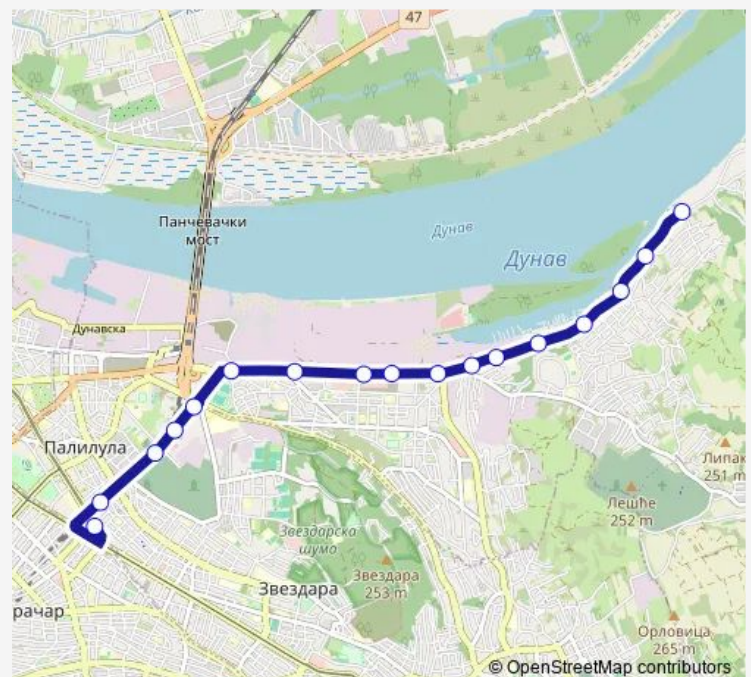 47
Панчевачки
мост
Дунав
Дунав
Дунавска
Палилула
Липак
251 m
Лешће
252 m
Звездарска
шума
Звездара
253 m
Звездара
рачар
Орловица
265 m
© OpenStreetMap contributors